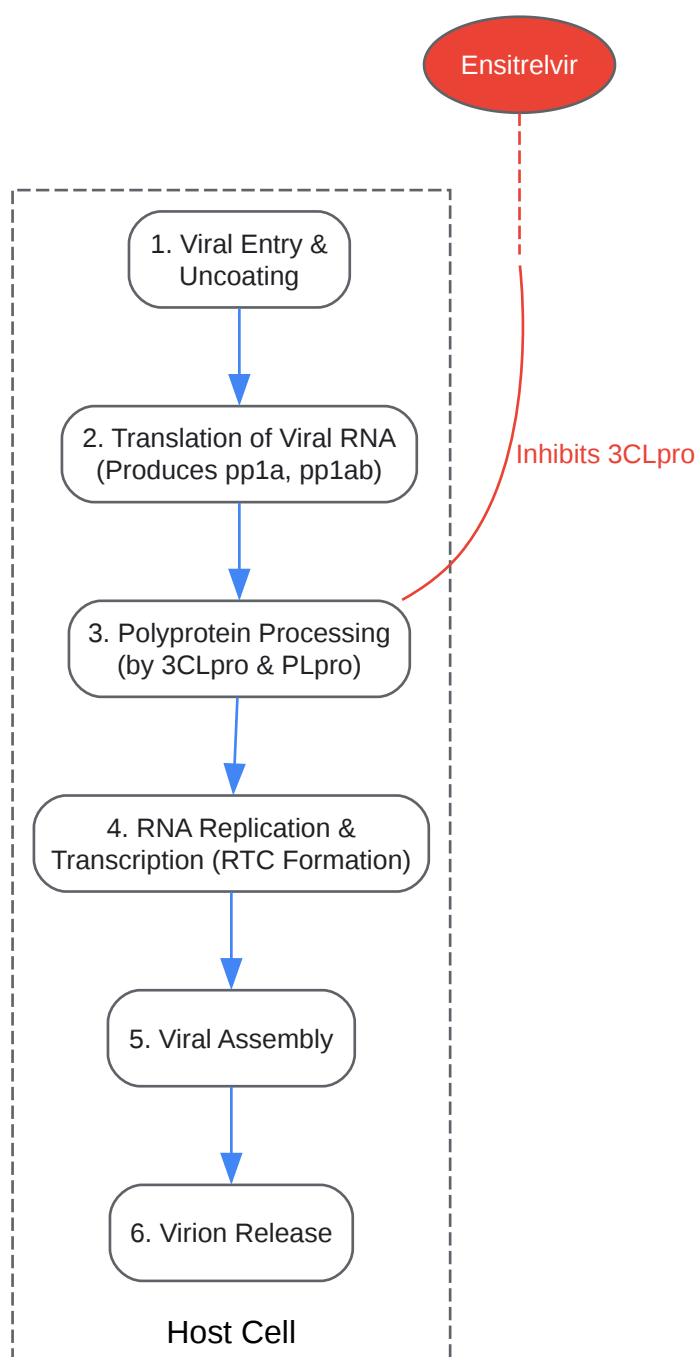 Ensitrelvir
1. Viral Entry &
Uncoating
2. Translation of Viral RNA
(Produces pp1a, pp1ab)
Inhibits 3CLpro
3. Polyprotein Processing
(by 3CLpro & PLpro)
4. RNA Replication &
Transcription (RTC Formation)
5. Viral Assembly
6. Virion Release
Host Cell